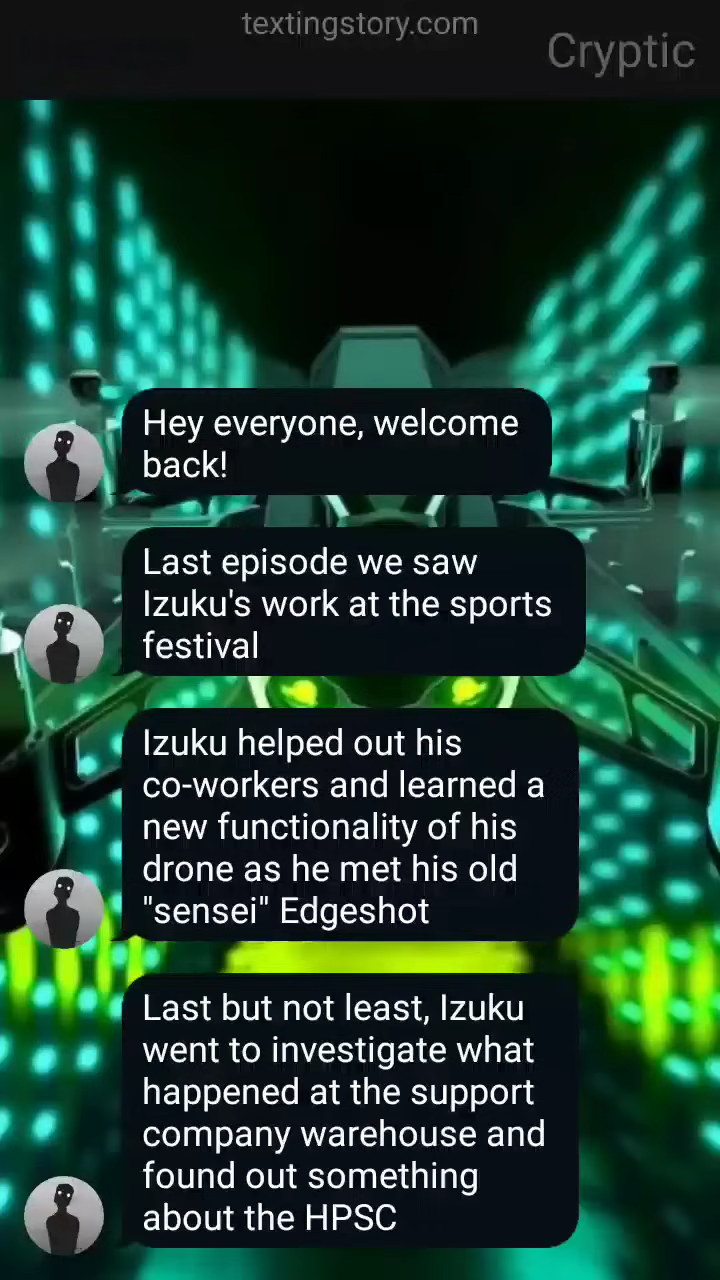 textingstory.com
Cryptic
Hey everyone, welcome
back!
Last episode we saw
Izuku's work at the sports
festival
Izuku helped out his
co-workers and learned a
new functionality of his
drone as he met his old
"sensei" Edgeshot
Last but not least, Izuku
went to investigate what
happened at the support
company warehouse and
found out something
about the HPSC